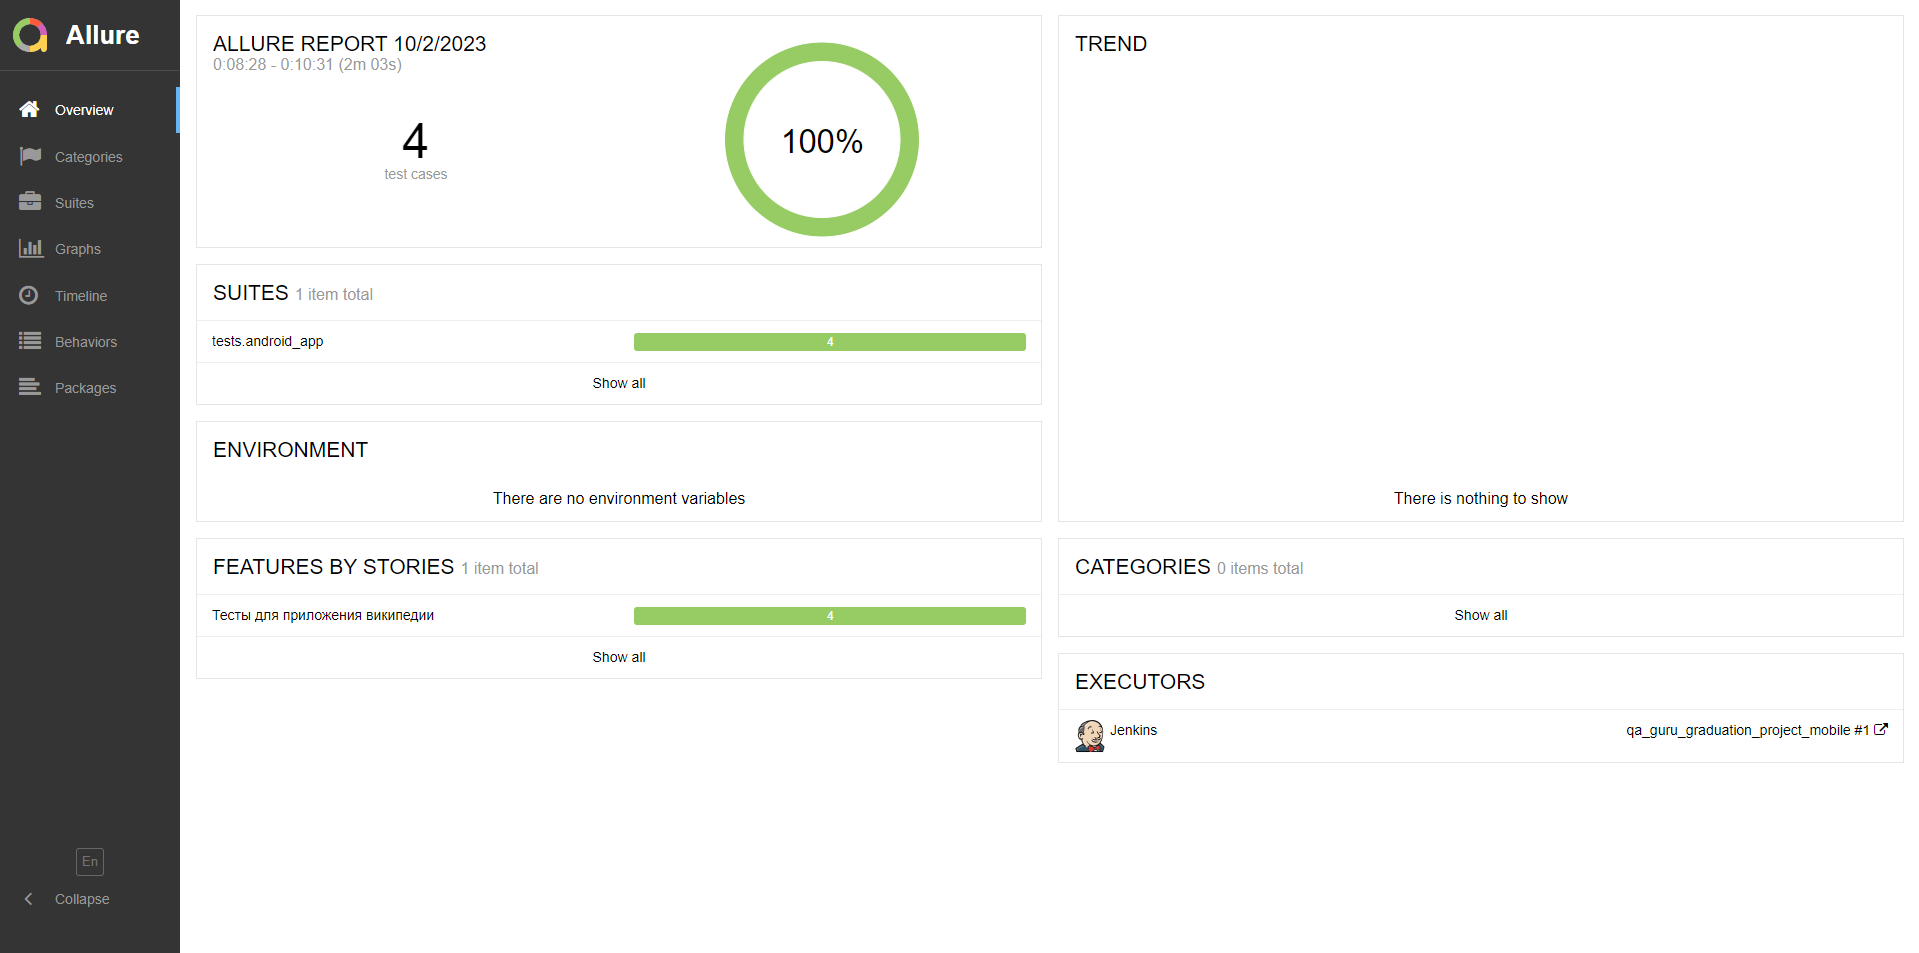 Allure
Overview
Categories
Suites
Graphs
Timeline
Behaviors
Packages
En
Collapse
ALLURE REPORT 10/2/2023
0:08:28 - 0:10:31 (2m 03s)
4
test cases
100%
SUITES 1 item total
tests.android_app 4
Show all
ENVIRONMENT
There are no environment variables
FEATURES BY STORIES 1 item total
Тесты для приложения википедии 4
Show all
TREND
There is nothing to show
CATEGORIES 0 items total
Show all
EXECUTORS
Jenkins qa_guru_graduation_project_mobile #1